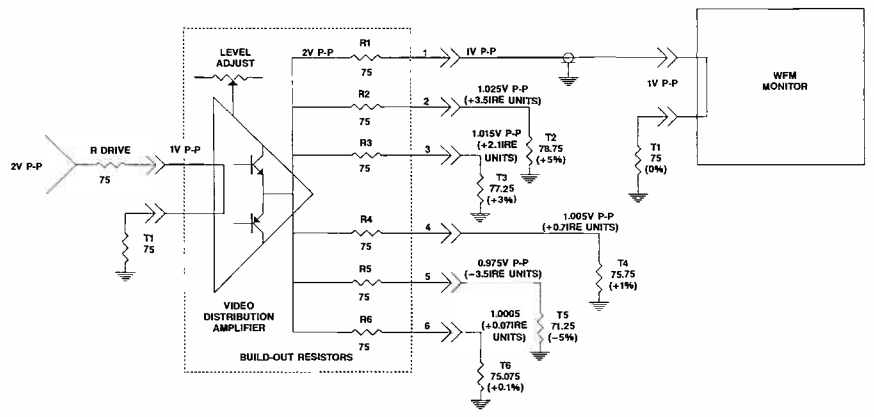 LEVEL
ADJUST
75
2V P-P
R1
75
1
1V P-P
1V P-P
WFM
MONITOR
R2
75
2
1.025V P-P
(+3.5IRE UNITS)
T2
78.75
(+5%)
R3
75
3
1.015V P-P
(+2.1IRE
UNITS)
T3
77.25
(+3%)
T1
75
(0%)
2V P-P
R DRIVE
75
1V P-P
T1
75
R4
75
4
1.005V P-P
(+0.7IRE UNITS)
T4
75.75
(+1%)
R5
75
5
0.975V P-P
(-3.5IRE UNITS)
T5
71.25
(-5%)
R6
75
6
1.0005
(+0.07IRE
UNITS)
T6
75.075
(+0.1%)
VIDEO
DISTRIBUTION
AMPLIFIER
BUILD-OUT RESISTORS